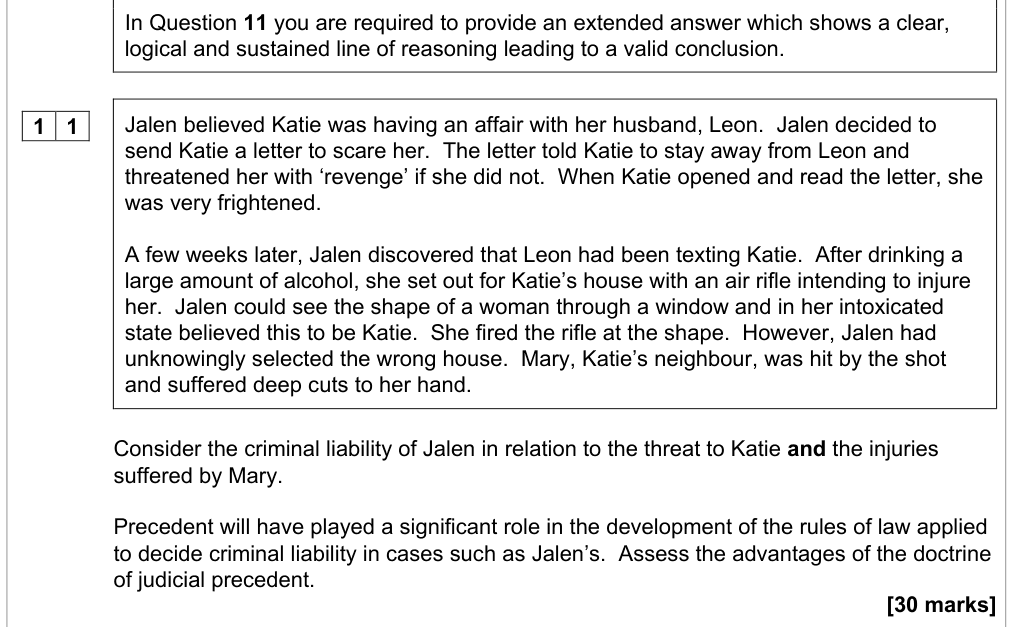 In Question 11 you are required to provide an extended answer which shows a clear,
logical and sustained line of reasoning leading to a valid conclusion.
1 1
Jalen believed Katie was having an affair with her husband, Leon.  Jalen decided to
send Katie a letter to scare her.  The letter told Katie to stay away from Leon and
threatened her with ‘revenge’ if she did not.  When Katie opened and read the letter, she
was very frightened.
A few weeks later, Jalen discovered that Leon had been texting Katie.  After drinking a
large amount of alcohol, she set out for Katie’s house with an air rifle intending to injure
her.  Jalen could see the shape of a woman through a window and in her intoxicated
state believed this to be Katie.  She fired the rifle at the shape.  However, Jalen had
unknowingly selected the wrong house.  Mary, Katie’s neighbour, was hit by the shot
and suffered deep cuts to her hand.
Consider the criminal liability of Jalen in relation to the threat to Katie and the injuries
suffered by Mary.
Precedent will have played a significant role in the development of the rules of law applied
to decide criminal liability in cases such as Jalen’s.  Assess the advantages of the doctrine
of judicial precedent.
[30 marks]